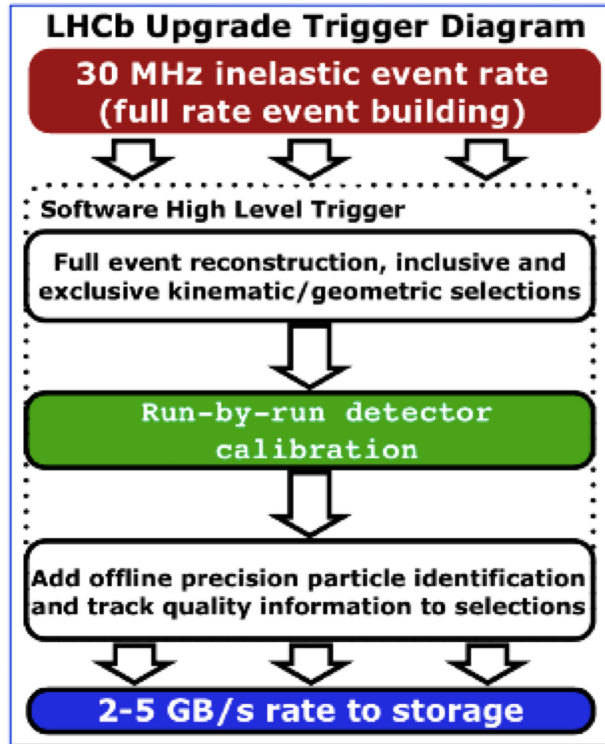 LHCb Upgrade Trigger Diagram
30 MHz inelastic event rate
(full rate event building)
Software High Level Trigger
Full event reconstruction, inclusive and
exclusive kinematic/geometric selections
Run-by-run detector
calibration
Add offline precision particle identification
and track quality information to selections
2-5 GB/s rate to storage